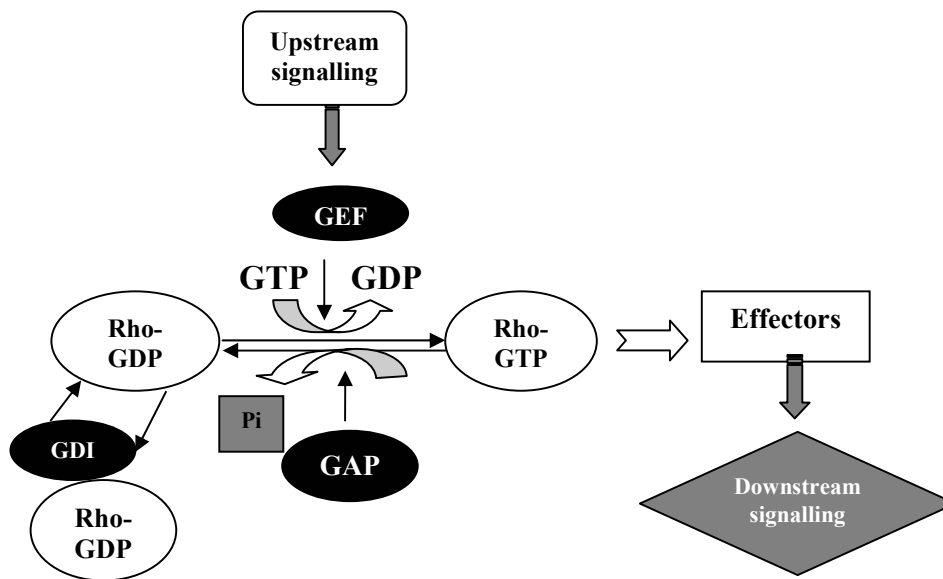 Upstream
signalling
GEF
GTP GDP
Rho-
GDP
Rho-
GTP
Effectors
Pi
GDI
GAP
Rho-
GDP
Downstream
signalling